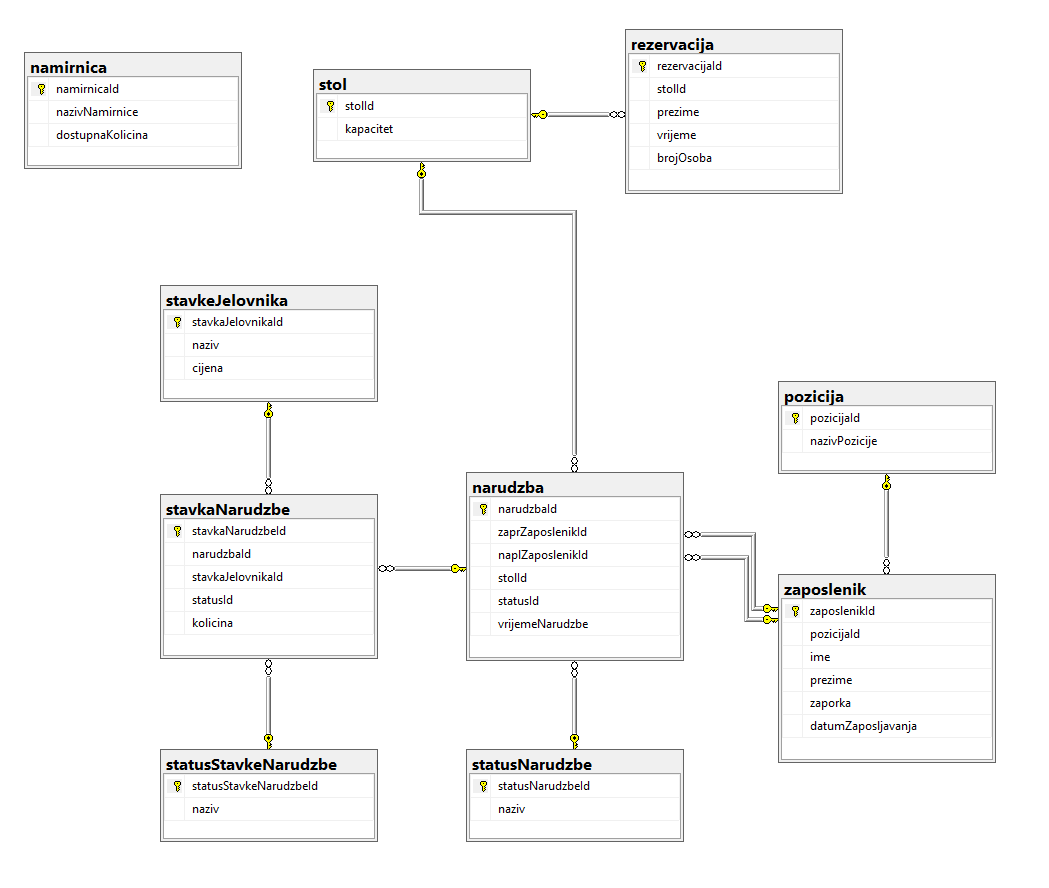 namirnica
namirnicaId
nazivNamirnice
dostupnaKolicina
stol
stolId
kapacitet
rezervacija
rezervacijaId
stolId
prezime
vrijeme
brojOsoba
stavkeJelovnika
stavkaJelovnikaId
naziv
cijena
pozicija
pozicijaId
nazivPozicije
stavkaNarudzbe
stavkaNarudzbeId
narudzbaId
stavkaJelovnikaId
statusId
kolicina
narudzba
narudzbaId
zaprZaposlenikId
naplZaposlenikId
stolId
statusId
vrijemeNarudzbe
zaposlenik
zaposlenikId
pozicijaId
ime
prezime
zaporka
datumZaposljavanja
statusStavkeNarudzbe
statusStavkeNarudzbeId
naziv
statusNarudzbe
statusNarudzbeId
naziv